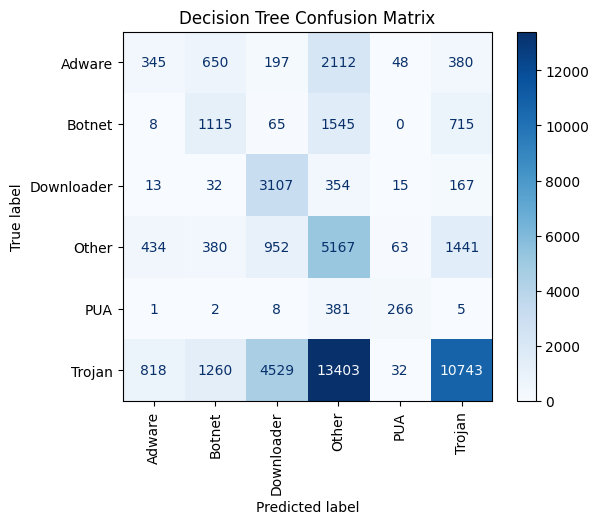 Decision Tree Confusion Matrix
True label
Adware 345 650 197 2112 48 380
Botnet 8 1115 65 1545 0 715
Downloader 13 32 3107 354 15 167
Other 434 380 952 5167 63 1441
PUA 1 2 8 381 266 5
Trojan 818 1260 4529 13403 32 10743
Adware Botnet Downloader Other PUA Trojan
Predicted label
12000
10000
8000
6000
4000
2000
0